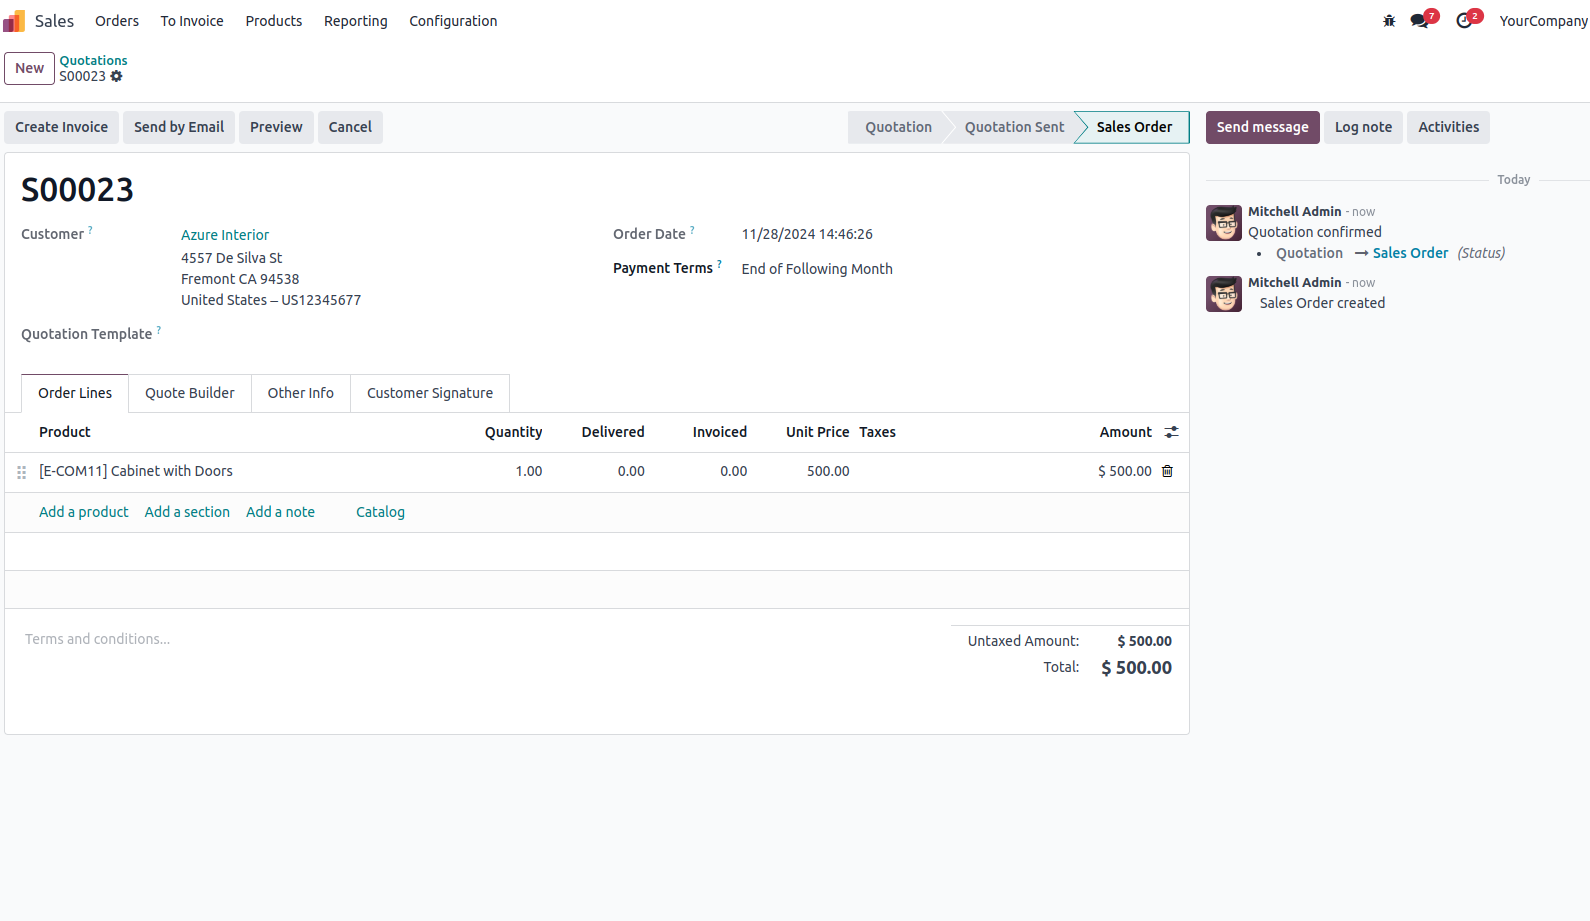 Sales Orders To Invoice Products Reporting Configuration 7 2 YourCompany
New Quotations
S00023
Create Invoice Send by Email Preview Cancel Quotation Quotation Sent Sales Order Send message Log note Activities
S00023
Customer ? Azure Interior
4557 De Silva St
Fremont CA 94538
United States – US12345677
Order Date ? 11/28/2024 14:46:26
Payment Terms ? End of Following Month
Quotation Template ?
Order Lines Quote Builder Other Info Customer Signature
Product Quantity Delivered Invoiced Unit Price Taxes Amount
[E-COM11] Cabinet with Doors 1.00 0.00 0.00 500.00 $ 500.00
Add a product Add a section Add a note Catalog
Terms and conditions...
Untaxed Amount: $ 500.00
Total: $ 500.00
Today
Mitchell Admin - now
Quotation confirmed
• Quotation → Sales Order (Status)
Mitchell Admin - now
Sales Order created